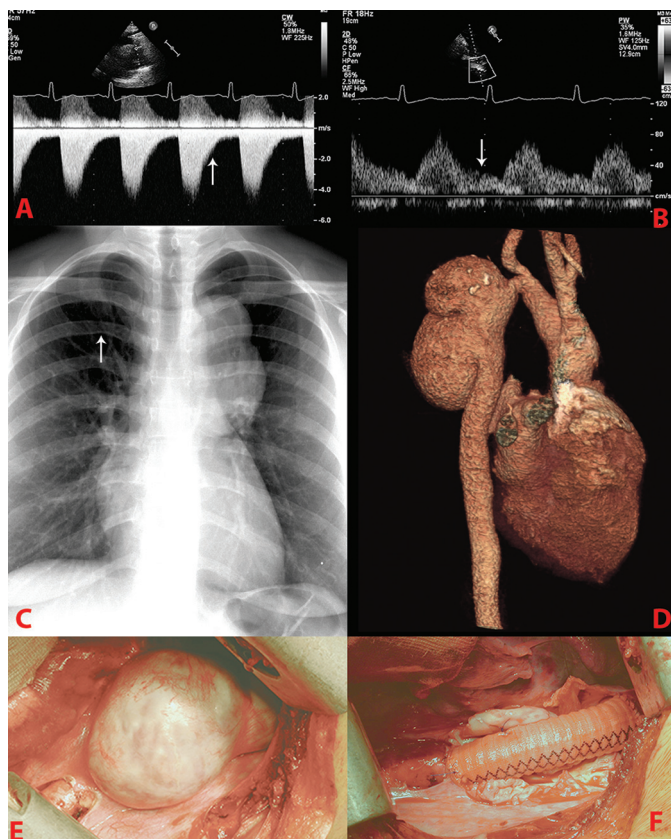 FR 37Hz
4cm
50
Low
Gen
CW
50%
1.8MHz
WF 225Hz
2.0
m/s
-2.0
-4.0
-6.0
A
FR 18Hz
19cm
2D
48%
C 50
P Low
HPen
CF
66%
2.5MHz
WF High
Med
PW
35%
1.6MHz
WF 125Hz
SV4.0mm
12.8cm
120
80
40
cm/s
B
C
D
E
F